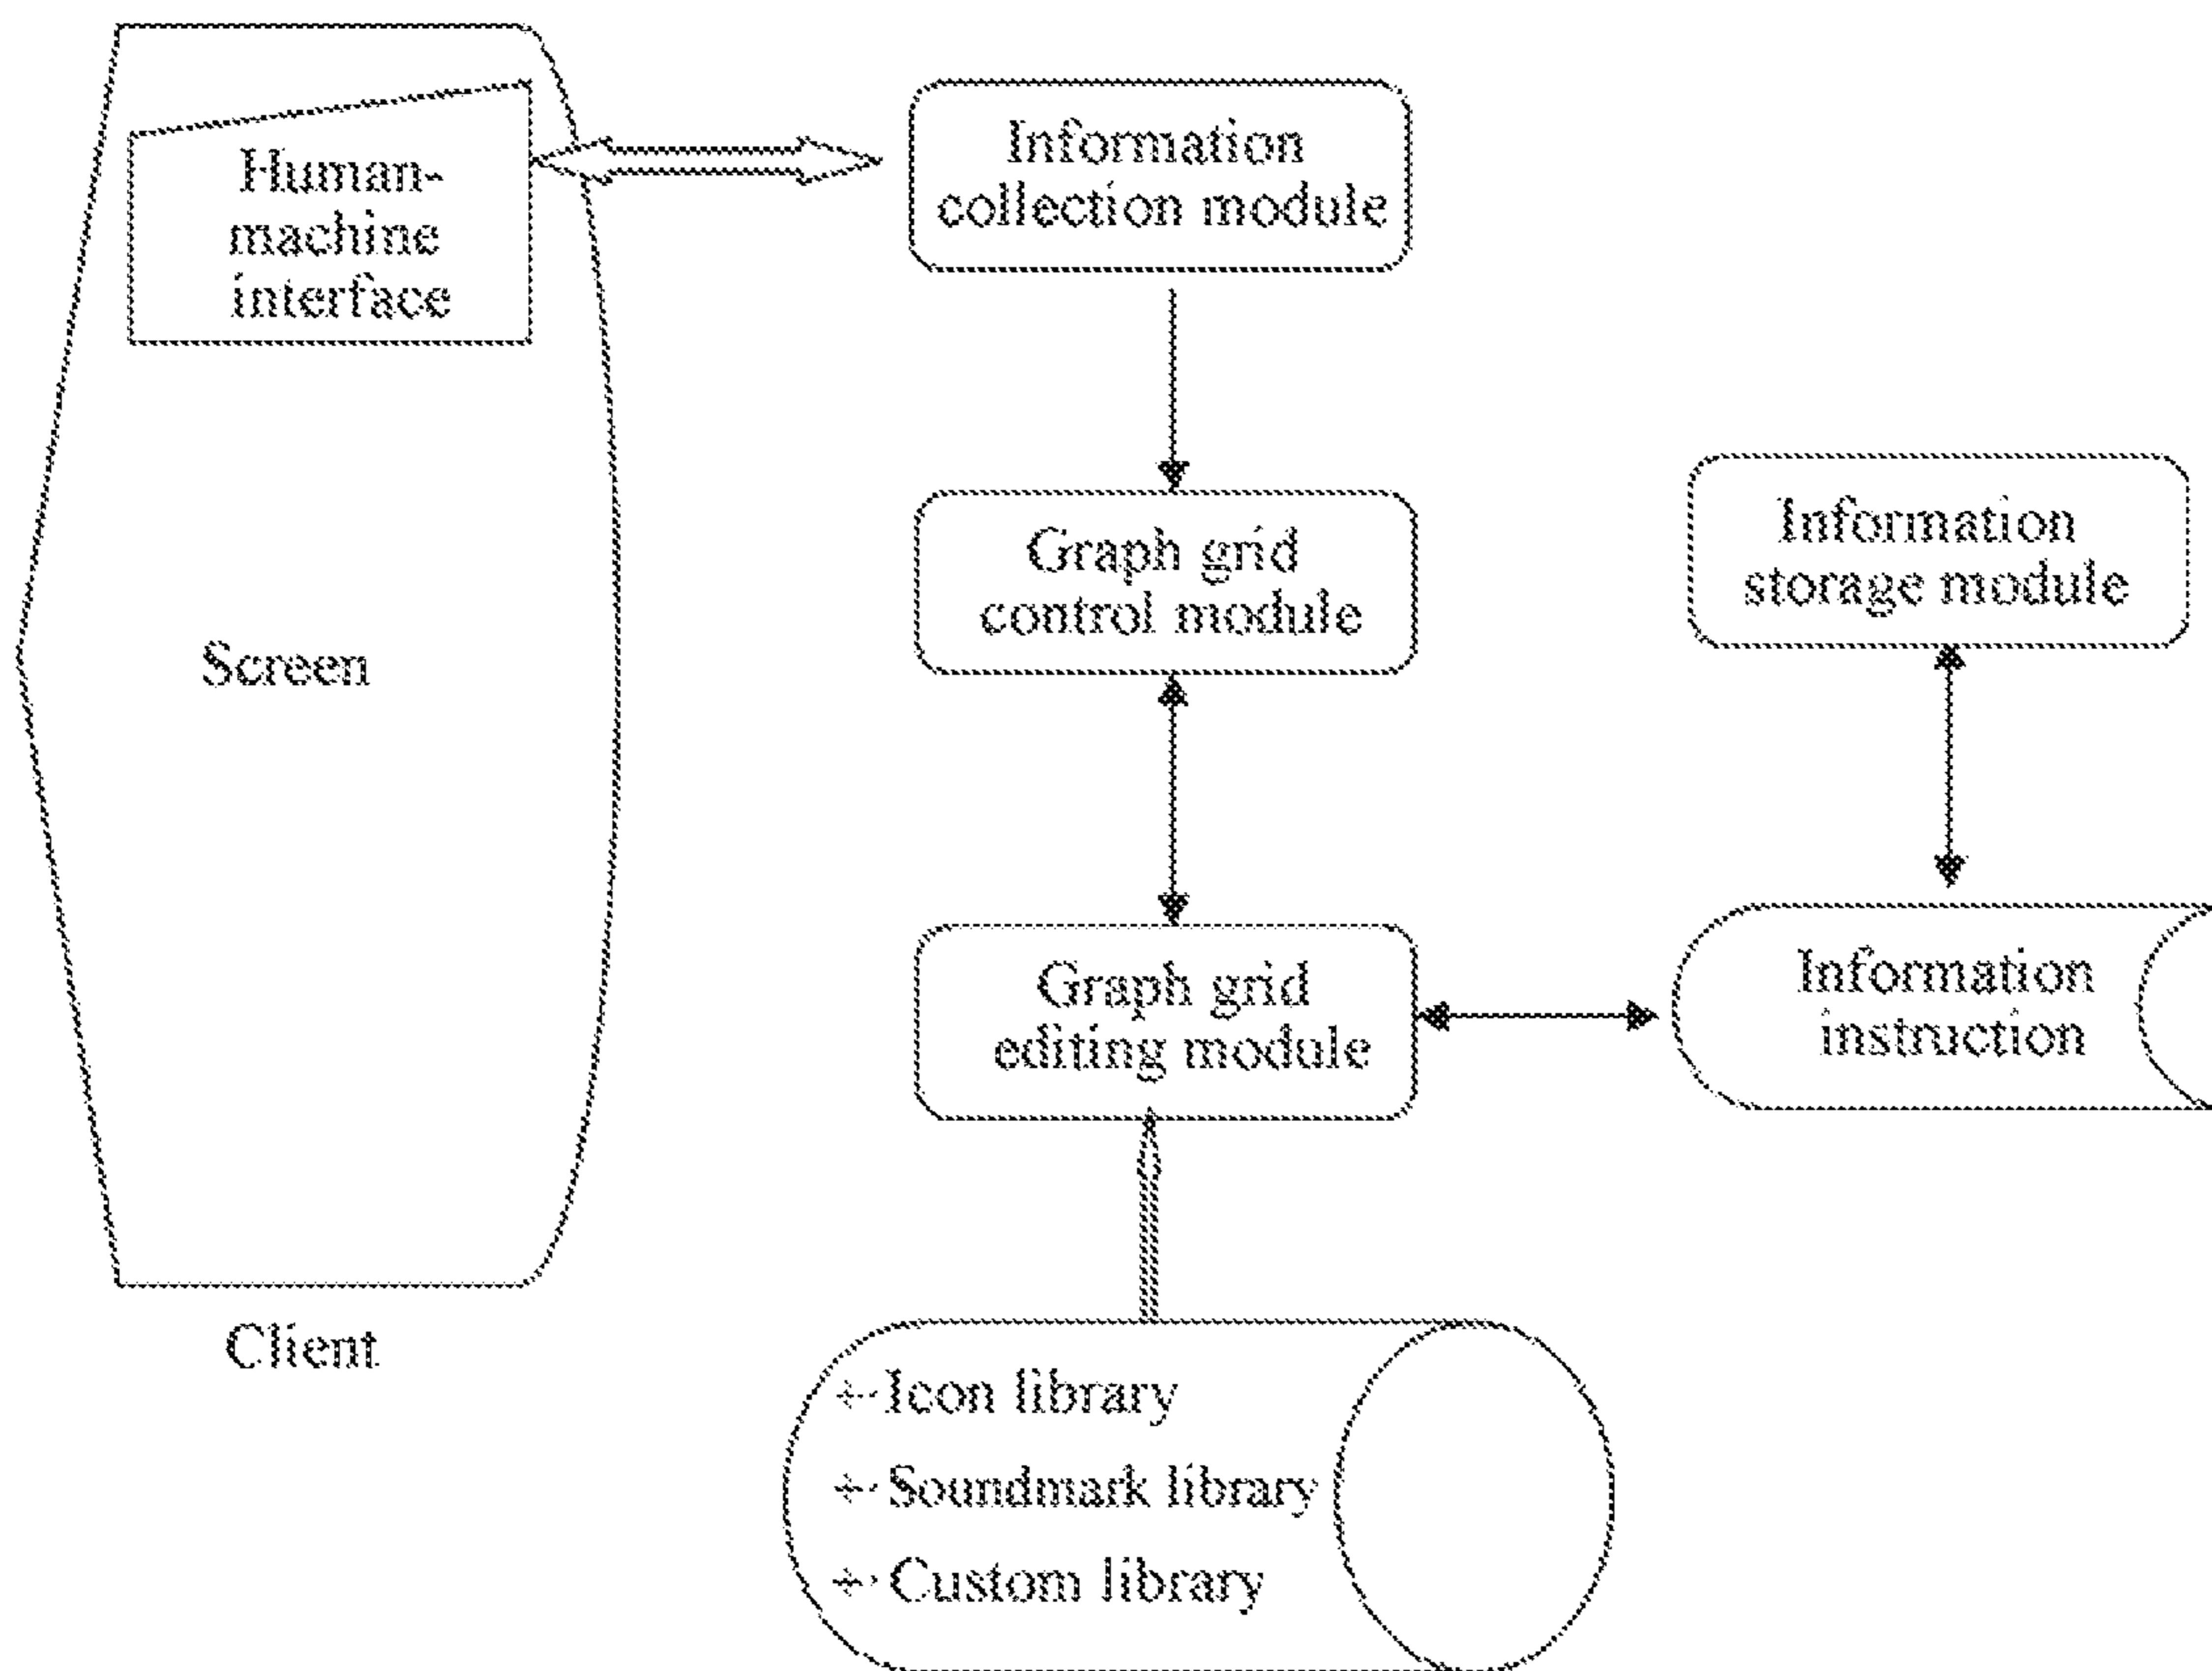 Human-
machine
interface
Screen
Client
Information
collection module
Graph grid
control module
Graph grid
editing module
Information
storage module
Information
instruction
+ Icon library
+ Soundmark library
+ Custom library